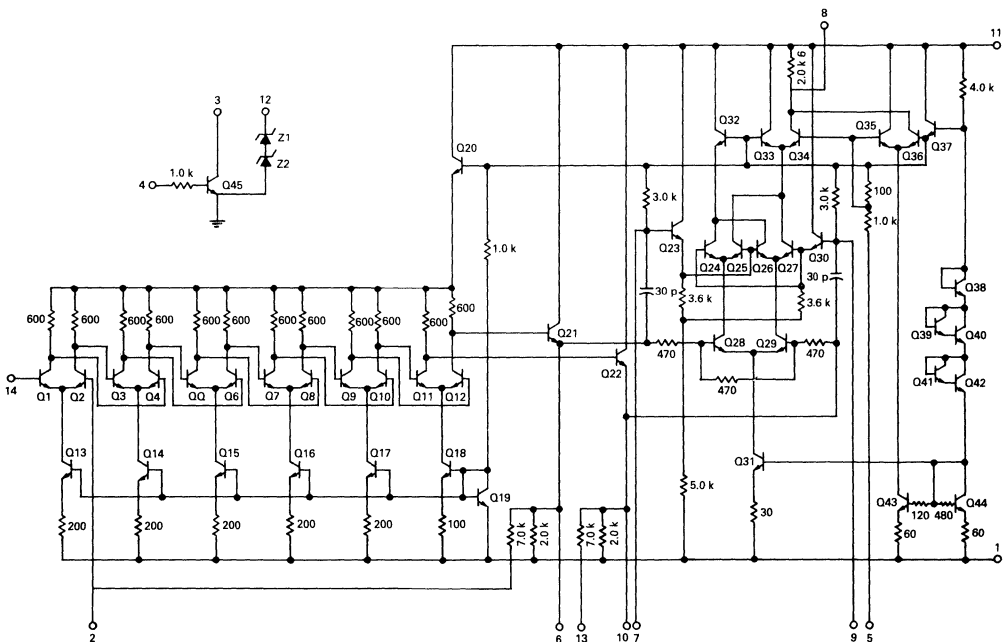 8
11
3
12
2.0 k 6
4.0 k
Z1
Z2
Q32
Q35
Q20
Q33
Q34
Q36
Q37
4
1.0 k
Q45
3.0 k
3.0 k
100
1.0 k
1.0 k
Q23
Q24
Q25
Q26
Q27
Q30
Q38
30 p
3.6 k
3.6 k
30 p
600
600
600
600
600
600
600
600
600
600
600
600
Q21
Q39
Q40
470
Q28
Q29
470
Q22
470
Q41
Q42
14
Q1
Q2
Q3
Q4
QQ
Q6
Q7
Q8
Q9
Q10
Q11
Q12
Q13
Q14
Q15
Q16
Q17
Q18
Q31
Q19
5.0 k
Q43
120
480
Q44
200
200
200
200
200
100
7.0 k
2.0 k
7.0 k
2.0 k
30
60
60
1
2
6
13
10
7
9
5